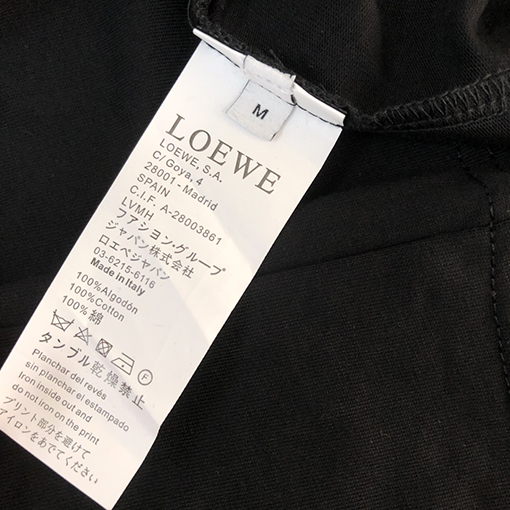 M
LOEWE
LOEWE, S.A.
C/ Goya, 4
28001 - Madrid
SPAIN
C.I.F. A-28003861
LVMH
ファション・グループ
ジャパン株式会社
ロエベジャパン
03-6215-6116
Made in Italy
100%Algodón
100%Cotton
100%綿
タンブル乾燥禁止
Planchar del revés
sin planchar el estampado
Iron inside out and
do not iron on the print
プリント部分を避けて
アイロンをあててください